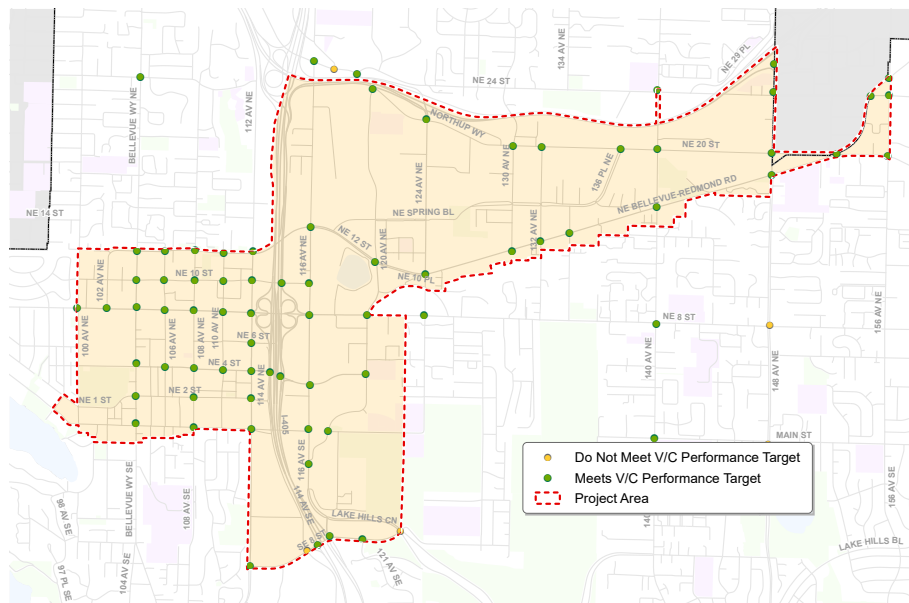 134 AV NE
NE 29 PL
NE 24 ST
BELLEVUE WY NE
112 AV NE
NORTHUP WY
130 AV NE
NE 20 ST
124 AV NE
136 PL NE
NE BELLEVUE-REDMOND RD
NE 14 ST
NE SPRING BL
132 AV NE
NE 12 ST
116 AV NE
120 AV NE
NE 10 PL
NE 10 ST
102 AV NE
100 AV NE
106 AV NE
108 AV NE
110 AV NE
NE 6 ST
NE 8 ST
156 AV NE
140 AV NE
148 AV NE
NE 4 ST
114 AV NE
NE 2 ST
NE 1 ST
I-405
MAIN ST
116 AV SE
BELLEVUE WY SE
108 AV SE
114 AV SE
LAKE HILLS CN
98 AV SE
SE 8 ST
121 AV SE
104 AV SE
97 PL SE
140
156 AV SE
LAKE HILLS BL
Do Not Meet V/C Performance Target
Meets V/C Performance Target
Project Area